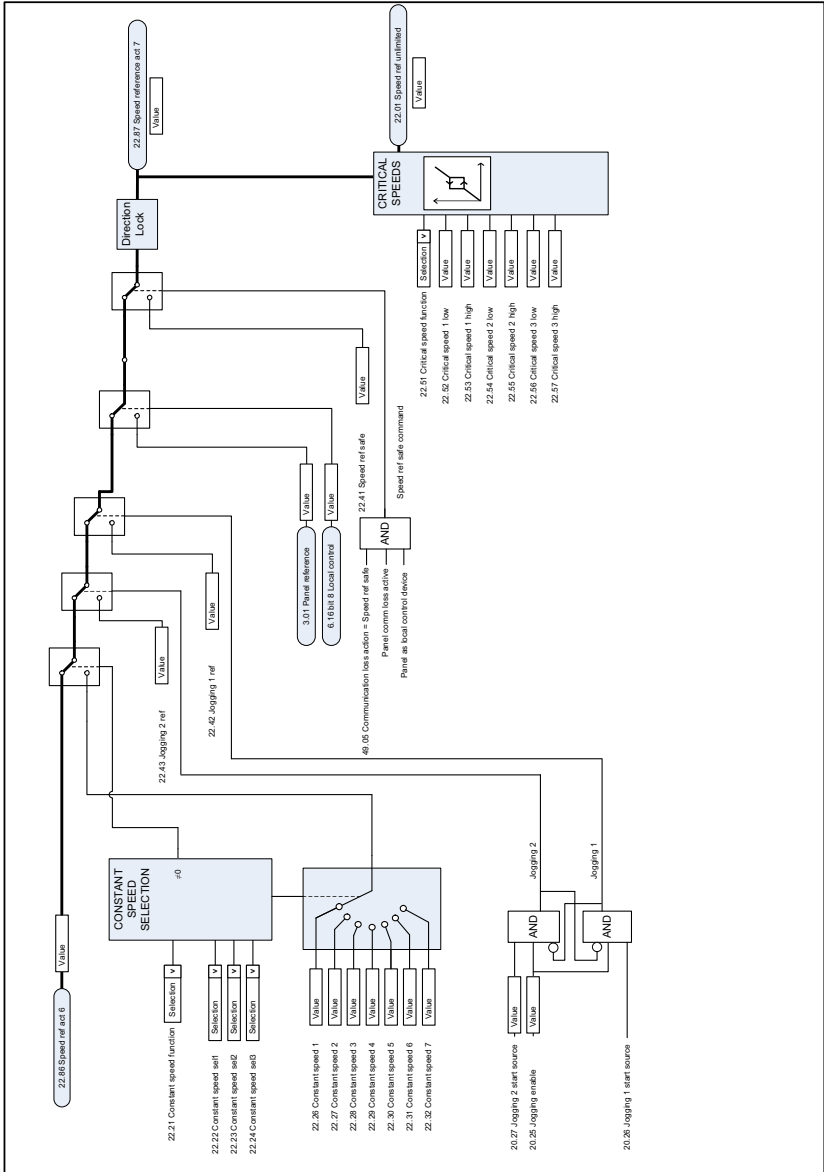 22.86 Speed ref act 6
Value
22.21 Constant speed function
Selection
v
22.22 Constant speed sel1
Selection
v
22.23 Constant speed sel2
Selection
v
22.24 Constant speed sel3
Selection
v
CONSTANT
SPEED
SELECTION
≠0
22.26 Constant speed 1
Value
22.27 Constant speed 2
Value
22.28 Constant speed 3
Value
22.29 Constant speed 4
Value
22.30 Constant speed 5
Value
22.31 Constant speed 6
Value
22.32 Constant speed 7
Value
20.27 Jogging 2 start source
Value
20.25 Jogging enable
Value
20.26 Jogging 1 start source
AND
AND
Jogging 2
Jogging 1
22.43 Jogging 2 ref
Value
22.42 Jogging 1 ref
Value
3.01 Panel reference
Value
6.16 bit 8 Local control
Value
22.41 Speed ref safe
Value
49.05 Communication loss action = Speed ref safe
Panel comm loss active
Panel as local control device
AND
Speed ref safe command
Direction
Lock
22.87 Speed reference act 7
Value
22.51 Critical speed function
Selection
v
22.52 Critical speed 1 low
Value
22.53 Critical speed 1 high
Value
22.54 Critical speed 2 low
Value
22.55 Critical speed 2 high
Value
22.56 Critical speed 3 low
Value
22.57 Critical speed 3 high
Value
CRITICAL
SPEEDS
22.01 Speed ref unlimited
Value